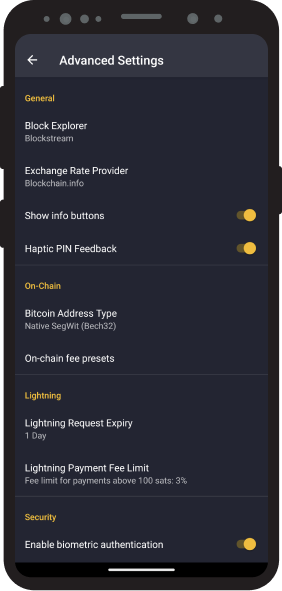 Advanced Settings
General
Block Explorer
Blockstream
Exchange Rate Provider
Blockchain.info
Show info buttons
Haptic PIN Feedback
On-Chain
Bitcoin Address Type
Native SegWit (Bech32)
On-chain fee presets
Lightning
Lightning Request Expiry
1 Day
Lightning Payment Fee Limit
Fee limit for payments above 100 sats: 3%
Security
Enable biometric authentication